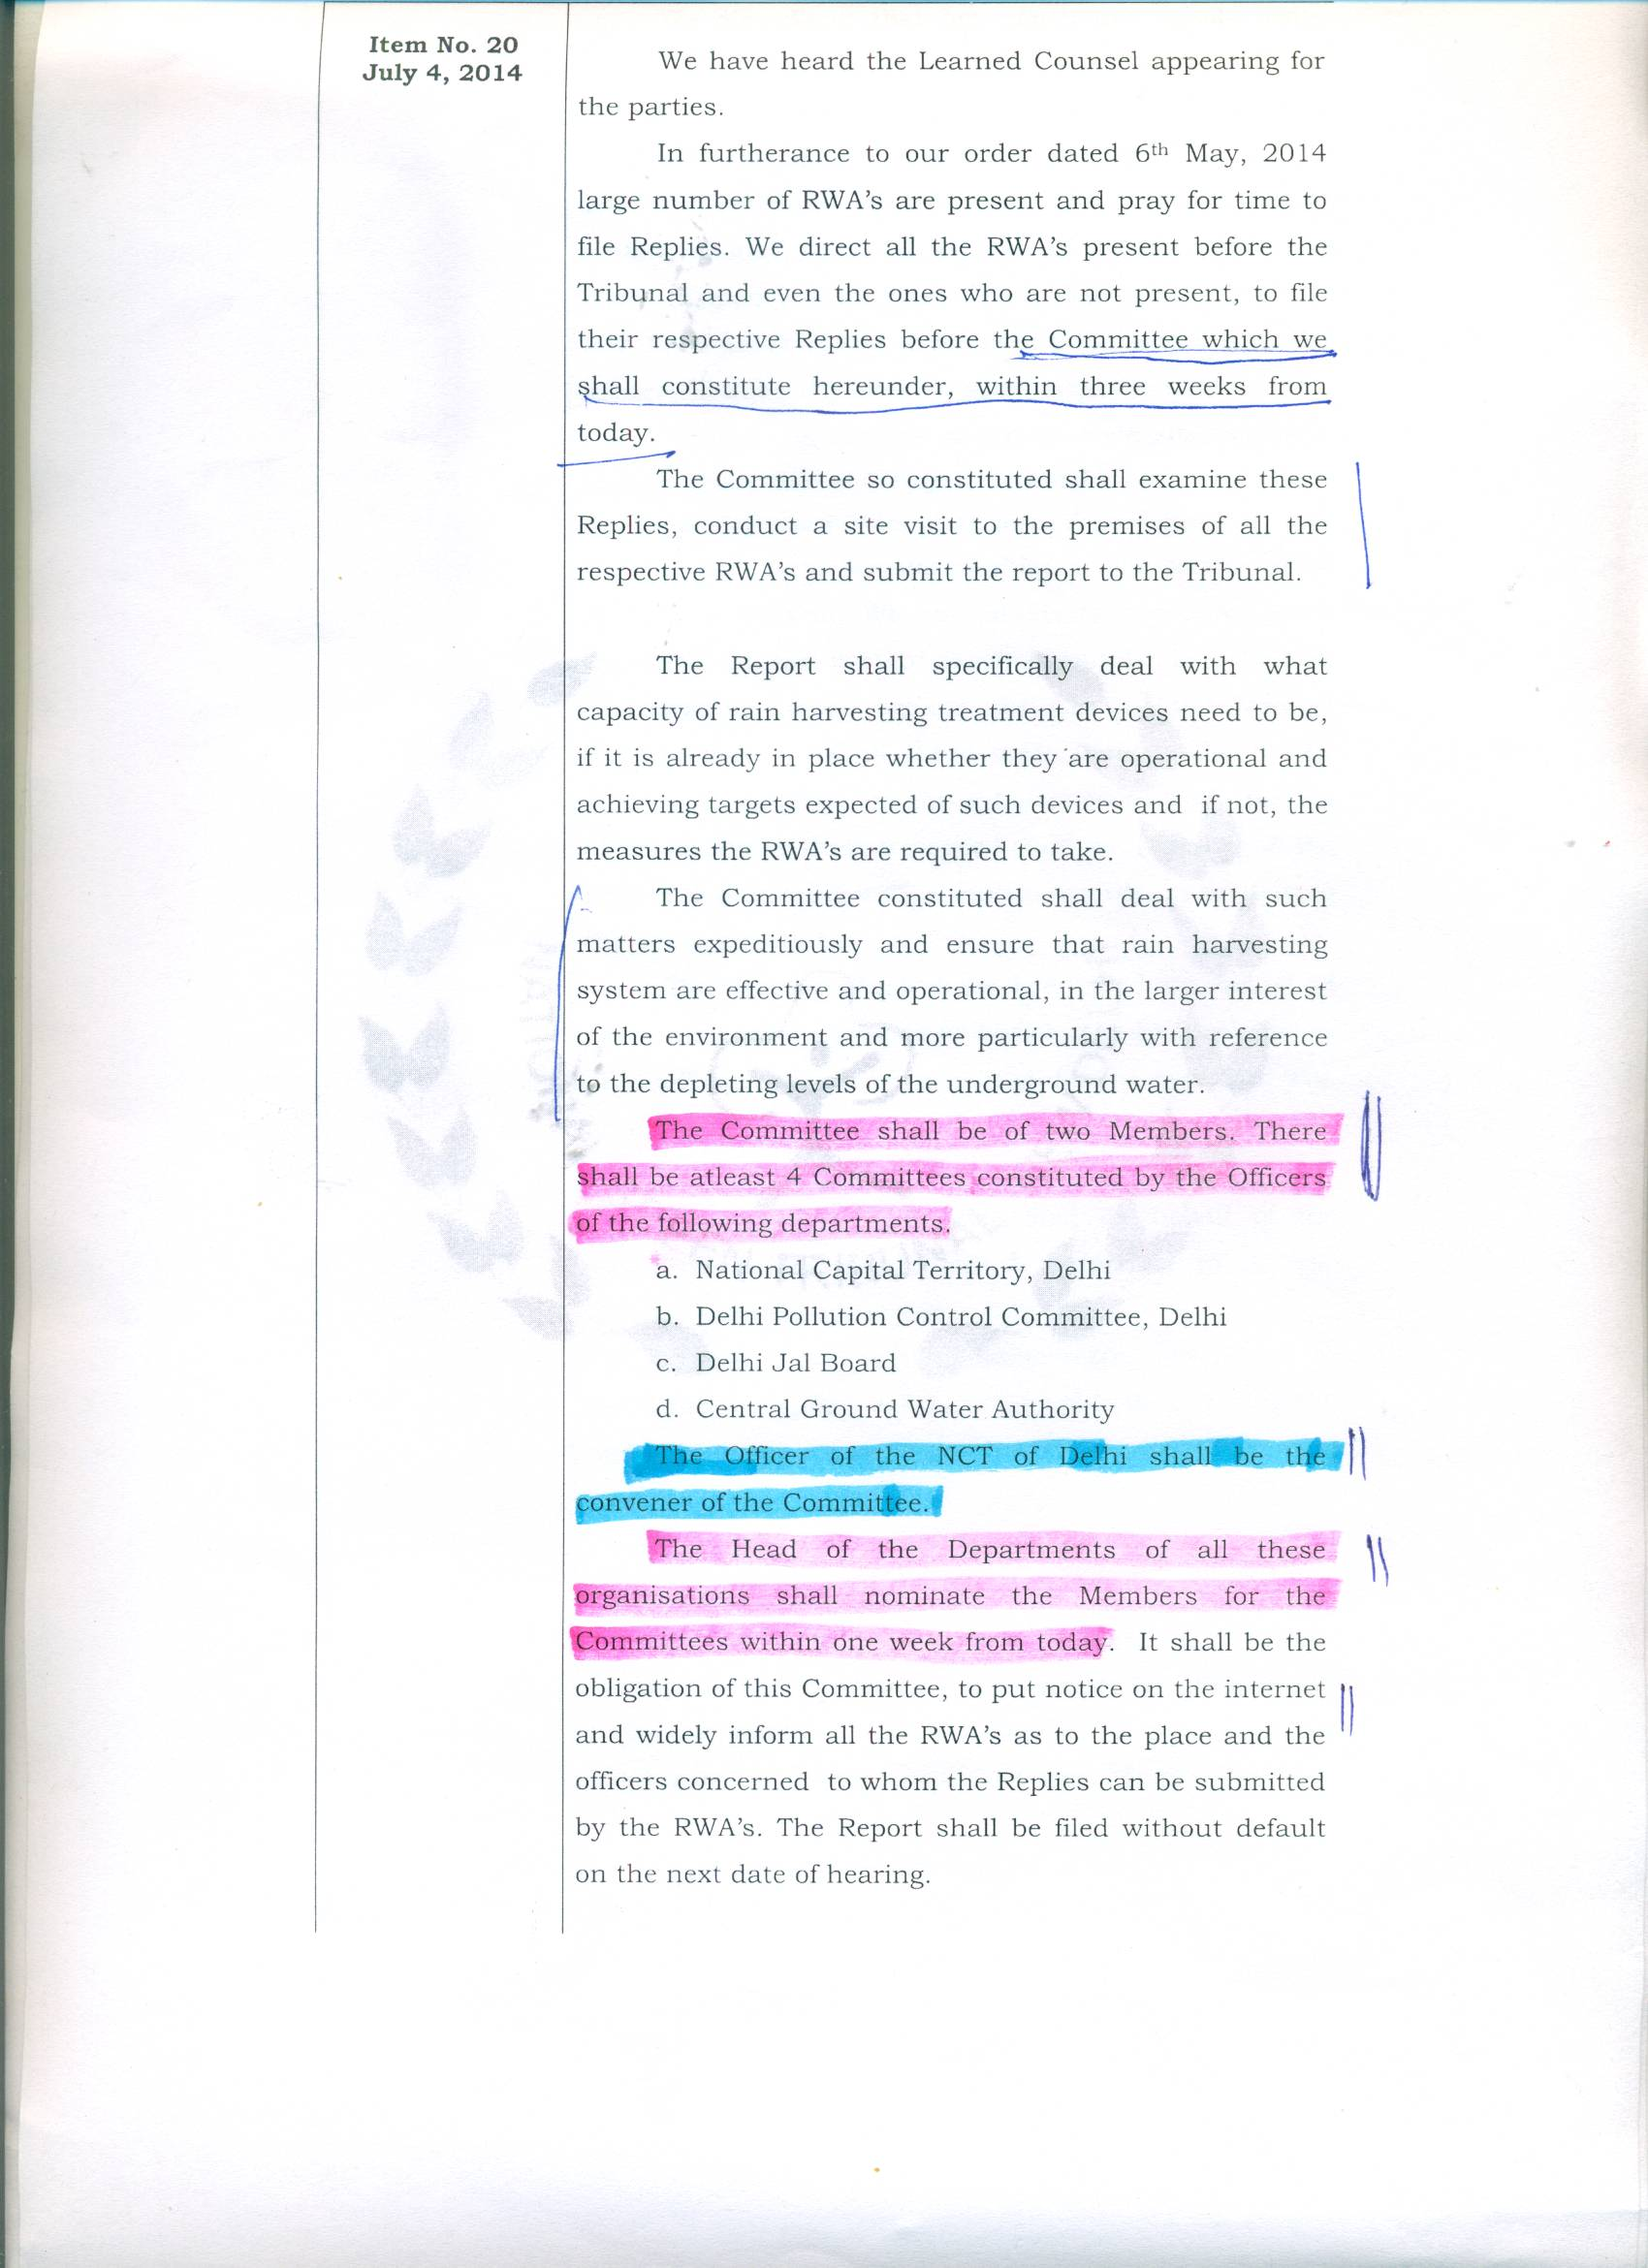 Item No. 20
July 4, 2014
We have heard the Learned Counsel appearing for
the parties.
In furtherance to our order dated 6th May, 2014
large number of RWA's are present and pray for time to
file Replies. We direct all the RWA's present before the
Tribunal and even the ones who are not present, to file
their respective Replies before the Committee which we
shall constitute hereunder, within three weeks from
today.
The Committee so constituted shall examine these
Replies, conduct a site visit to the premises of all the
respective RWA's and submit the report to the Tribunal.
The Report shall specifically deal with what
capacity of rain harvesting treatment devices need to be,
if it is already in place whether they are operational and
achieving targets expected of such devices and if not, the
measures the RWA's are required to take.
The Committee constituted shall deal with such
matters expeditiously and ensure that rain harvesting
system are effective and operational, in the larger interest
of the environment and more particularly with reference
to the depleting levels of the underground water.
The Committee shall be of two Members. There
shall be atleast 4 Committees constituted by the Officers
of the following departments.
a. National Capital Territory, Delhi
b. Delhi Pollution Control Committee, Delhi
c. Delhi Jal Board
d. Central Ground Water Authority
The Officer of the NCT of Delhi shall be the
convener of the Committee.
The Head of the Departments of all these
organisations shall nominate the Members for the
Committees within one week from today. It shall be the
obligation of this Committee, to put notice on the internet
and widely inform all the RWA's as to the place and the
officers concerned to whom the Replies can be submitted
by the RWA's. The Report shall be filed without default
on the next date of hearing.